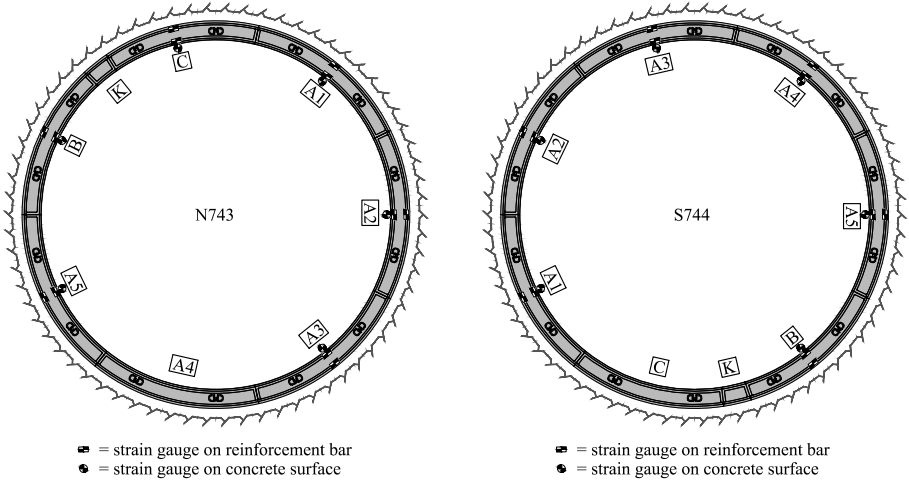 C
K
A1
B
A2
N743
A5
A3
A4
= strain gauge on reinforcement bar
= strain gauge on concrete surface
A3
A4
A2
A5
S744
A1
B
C
K
= strain gauge on reinforcement bar
= strain gauge on concrete surface